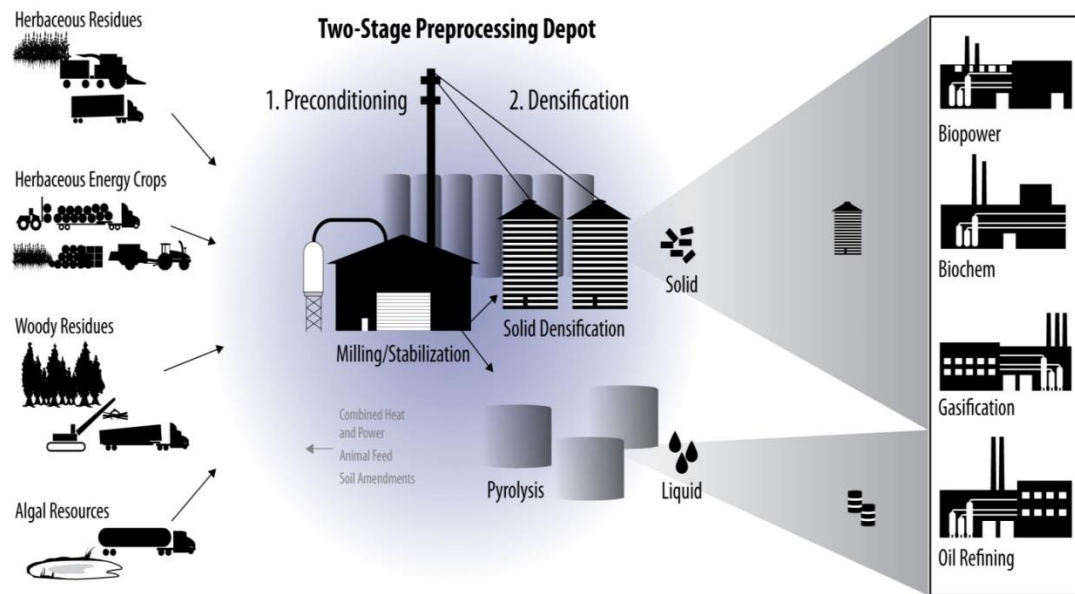 Herbaceous Residues
Herbaceous Energy Crops
Woody Residues
Algal Resources
Two-Stage Preprocessing Depot
1. Preconditioning
2. Densification
Milling/Stabilization
Solid Densification
Combined Heat
and Power
Animal Feed
Soil Amendments
Pyrolysis
Solid
Liquid
Biopower
Biochem
Gasification
Oil Refining